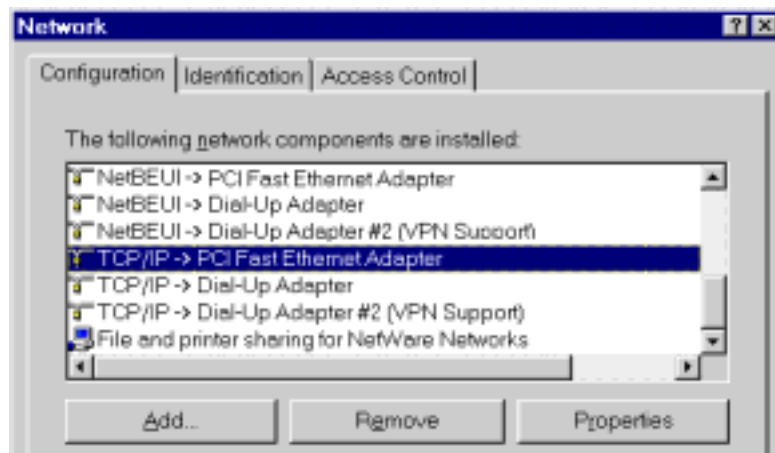 Network
Configuration Identification Access Control
The following network components are installed:
NetBEUI -> PCI Fast Ethernet Adapter
NetBEUI -> Dial-Up Adapter
NetBEUI -> Dial-Up Adapter #2 (VPN Support)
TCP/IP -> PCI Fast Ethernet Adapter
TCP/IP -> Dial-Up Adapter
TCP/IP -> Dial-Up Adapter #2 (VPN Support)
File and printer sharing for NetWare Networks
Add... Remove Properties